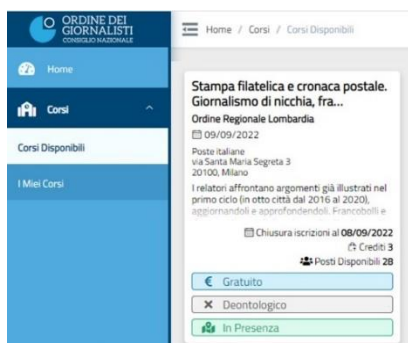 ORDINE DEI
GIORNALISTI
CONSIGLIO NAZIONALE
Home / Corsi / Corsi Disponibili
Home
Corsi
Corsi Disponibili
I Miei Corsi
Stampa filatelica e cronaca postale.
Giornalismo di nicchia, fra...
Ordine Regionale Lombardia
09/09/2022
Poste italiane
via Santa Maria Segreta 3
20100, Milano
I relatori affrontano argomenti già illustrati nel
primo ciclo (in otto città dal 2016 al 2020),
aggiornandoli e approfondendoli. Francobolli e
Chiusura iscrizioni al 08/09/2022
Crediti 3
Posti Disponibili 28
€ Gratuito
Deontologico
In Presenza